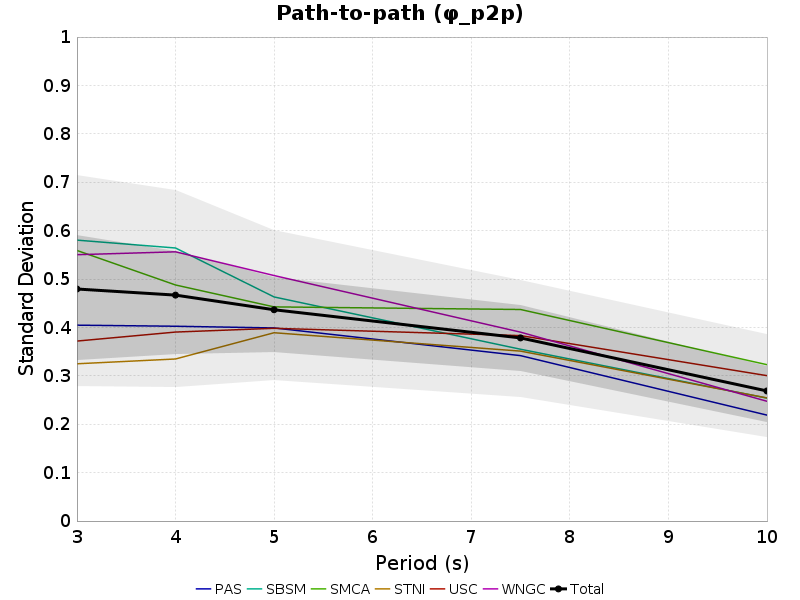 Path-to-path (φ_p2p)
1
0.9
0.8
0.7
0.6
0.5
0.4
0.3
0.2
0.1
0
Standard Deviation
3 4 5 6 7 8 9 10
Period (s)
PAS SBSM SMCA STNI USC WNGC Total